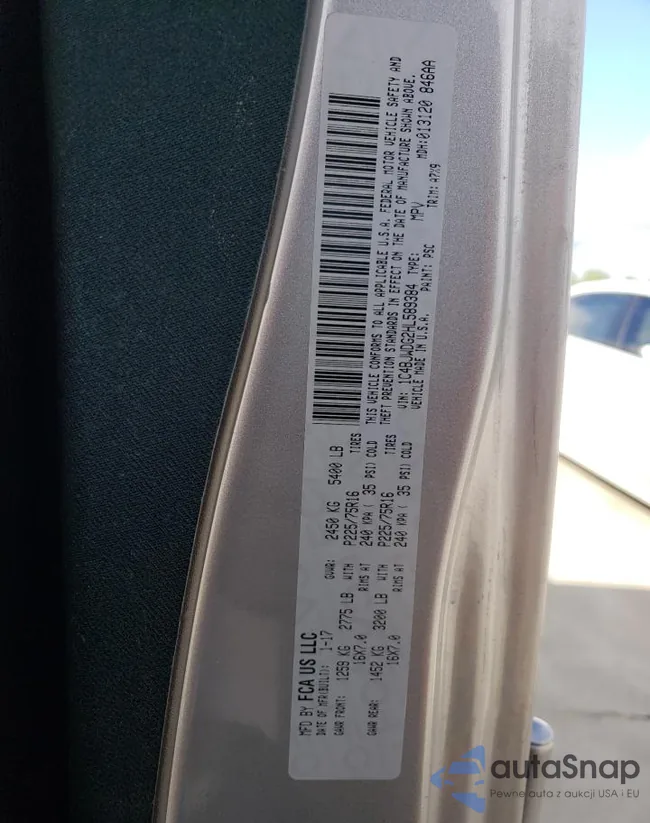 MFD BY FCA US LLC
DATE OF MFR(BUILT): 1-17 GVWR: 2450 KG 5400 LB
GAWR FRONT: 1259 KG 2775 LB WITH P225/75R16 TIRES
16X7.0 RIMS AT 240 KPA ( 35 PSI) COLD
GAWR REAR: 1452 KG 3200 LB WITH P225/75R16 TIRES
16X7.0 RIMS AT 240 KPA ( 35 PSI) COLD
THIS VEHICLE CONFORMS TO ALL APPLICABLE U.S.A. FEDERAL MOTOR VEHICLE SAFETY AND
THEFT PREVENTION STANDARDS IN EFFECT ON THE DATE OF MANUFACTURE SHOWN ABOVE.
VIN: 1C4BJWDG2HL589384 TYPE: MPV MDH:013120 846AA
VEHICLE MADE IN U.S.A. PAINT: PSC TRIM: A7X9
autaSnap
Pewne auta z aukcji USA i EU